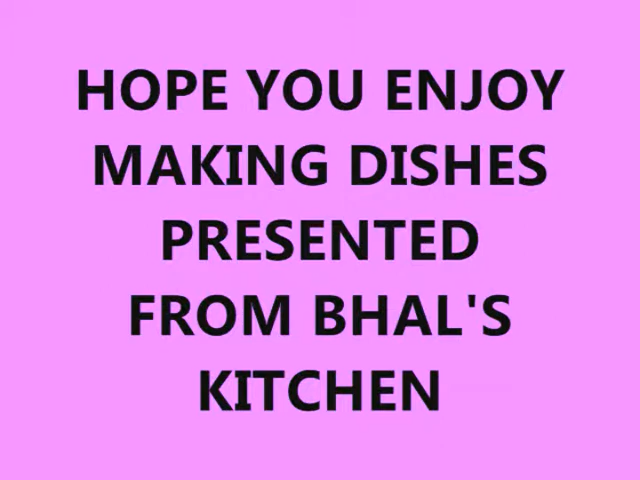 HOPE YOU ENJOY
MAKING DISHES
PRESENTED
FROM BHAL'S
KITCHEN